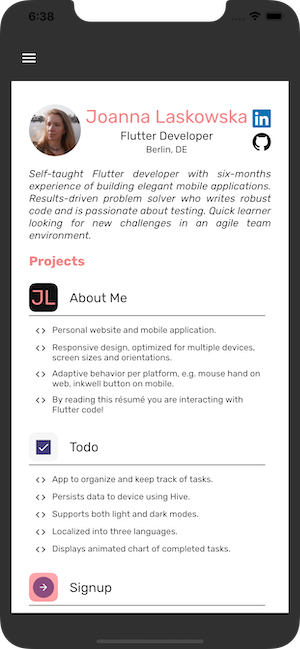 6:38
Joanna Laskowska
in
Flutter Developer
Berlin, DE
Self-taught Flutter developer with six-months
experience of building elegant mobile applications.
Results-driven problem solver who writes robust
code and is passionate about testing. Quick learner
looking for new challenges in an agile team
environment.
Projects
JL
About Me
<> Personal website and mobile application.
<> Responsive design, optimized for multiple devices,
screen sizes and orientations.
<> Adaptive behavior per platform, e.g. mouse hand on
web, inkwell button on mobile.
<> By reading this résumé you are interacting with
Flutter code!
Todo
<> App to organize and keep track of tasks.
<> Persists data to device using Hive.
<> Supports both light and dark modes.
<> Localized into three languages.
<> Displays animated chart of completed tasks.
Signup